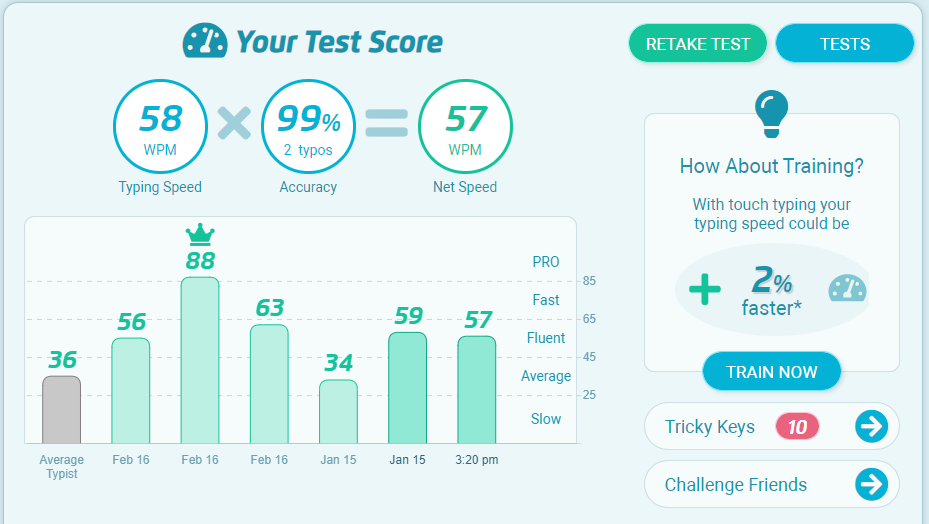 Your Test Score
RETAKE TEST
TESTS
58
WPM
Typing Speed
99%
2 typos
Accuracy
57
WPM
Net Speed
How About Training?
With touch typing your
typing speed could be
2%
faster*
TRAIN NOW
Tricky Keys 10
Challenge Friends
36
56
88
63
34
59
57
PRO
85
Fast
65
Fluent
45
Average
25
Slow
Average
Typist
Feb 16
Feb 16
Feb 16
Jan 15
Jan 15
3:20 pm